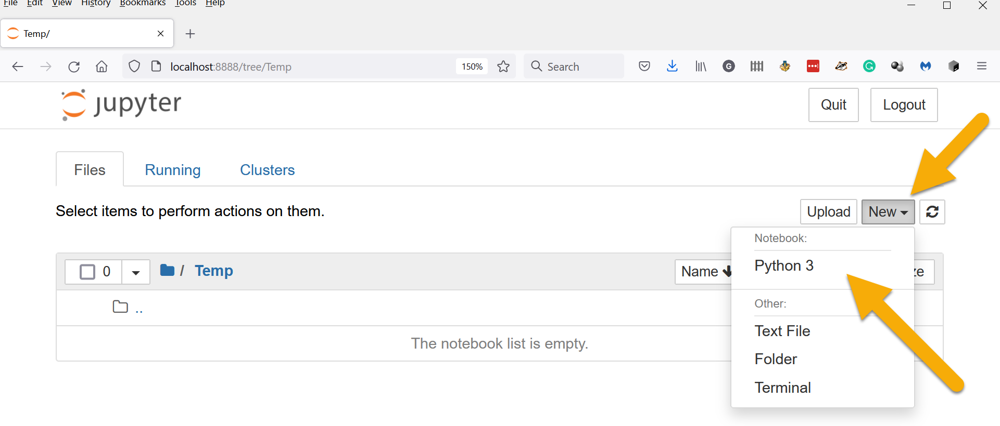 File Edit View History Bookmarks Tools Help
Temp/
localhost:8888/tree/Temp 150% Search
jupyter Quit Logout
Files Running Clusters
Select items to perform actions on them. Upload New
Notebook:
Python 3
0 / Temp Name ze
Other:
..
Text File
The notebook list is empty.
Folder
Terminal